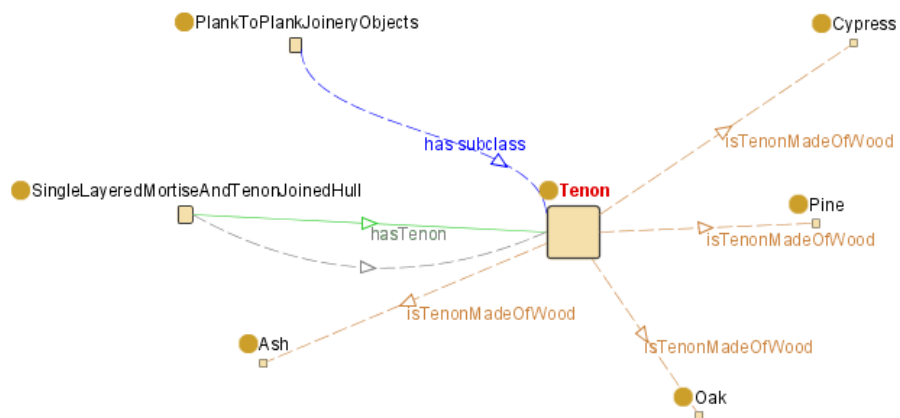 PlankToPlankJoineryObjects
Cypress
has subclass
isTenonMadeOfWood
SingleLayeredMortiseAndTenonJoinedHull
Tenon
Pine
hasTenon
isTenonMadeOfWood
isTenonMadeOfWood
Ash
isTenonMadeOfWood
Oak